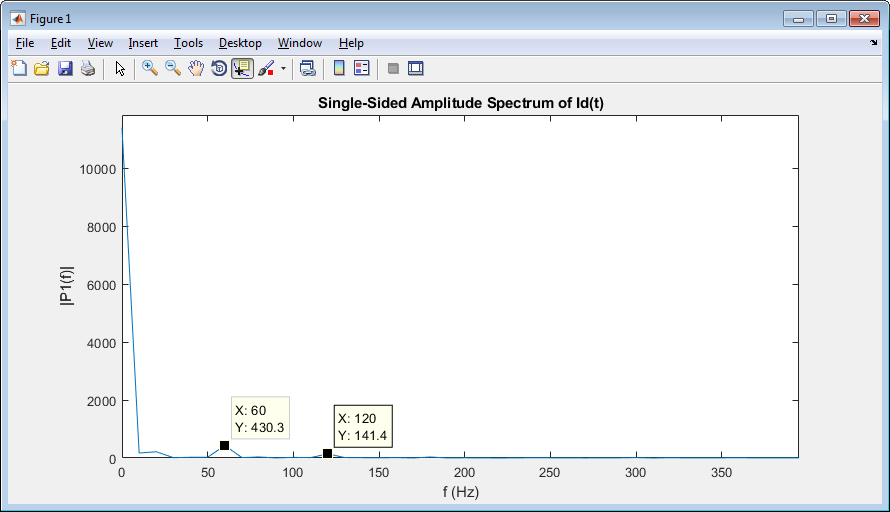 Figure 1
File Edit View Insert Tools Desktop Window Help
Single-Sided Amplitude Spectrum of Id(t)
10000
8000
6000
4000
2000
0
|P1(f)|
X: 60
Y: 430.3
X: 120
Y: 141.4
0 50 100 150 200 250 300 350
f (Hz)